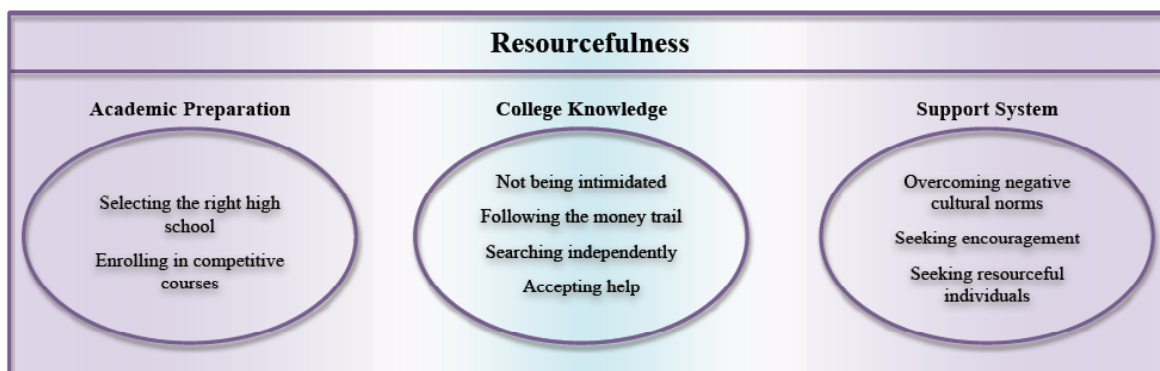 Resourcefulness
Academic Preparation
Selecting the right high
school
Enrolling in competitive
courses
College Knowledge
Not being intimidated
Following the money trail
Searching independently
Accepting help
Support System
Overcoming negative
cultural norms
Seeking encouragement
Seeking resourceful
individuals